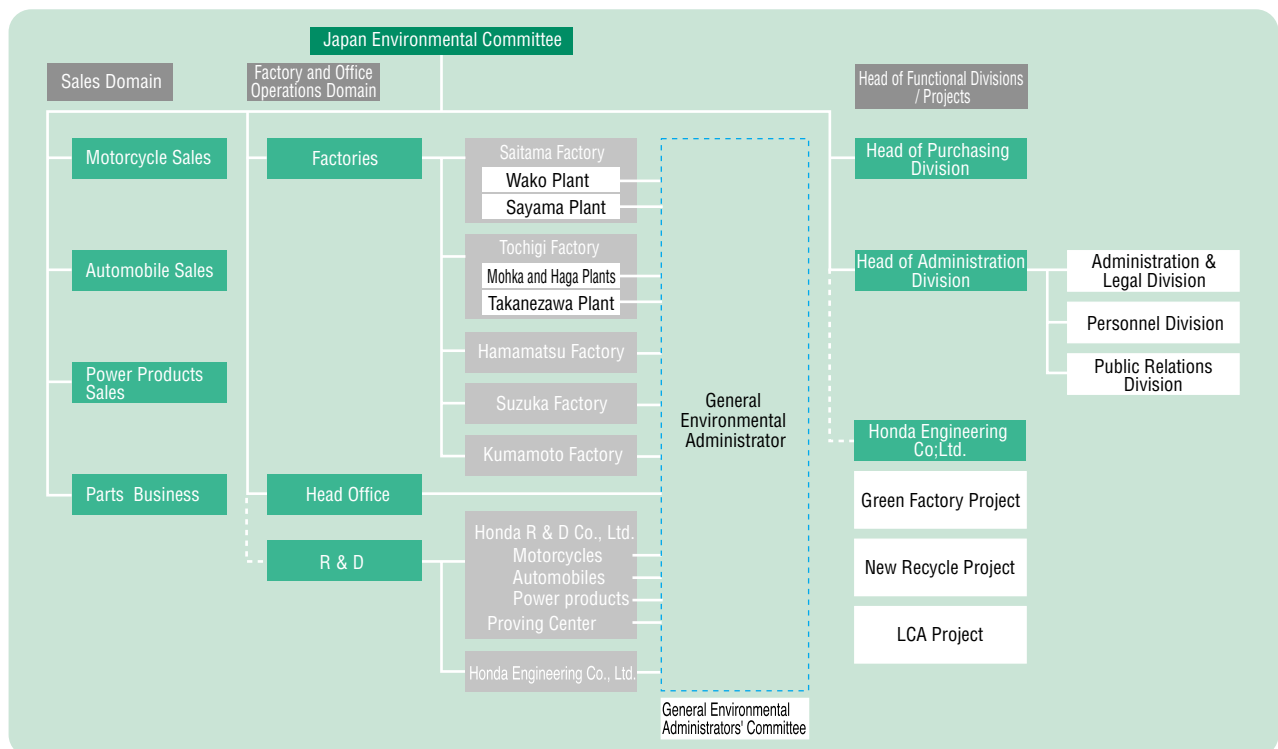 Japan Environmental Committee
Sales Domain
Factory and Office
Operations Domain
Head of Functional Divisions
/ Projects
Motorcycle Sales
Automobile Sales
Power Products
Sales
Parts Business
Factories
Head Office
R & D
Saitama Factory
Wako Plant
Sayama Plant
Tochigi Factory
Mohka and Haga Plants
Takanezawa Plant
Hamamatsu Factory
Suzuka Factory
Kumamoto Factory
Honda R & D Co., Ltd.
Motorcycles
Automobiles
Power products
Proving Center
Honda Engineering Co., Ltd.
General
Environmental
Administrator
General Environmental
Administrators' Committee
Head of Purchasing
Division
Head of Administration
Division
Administration &
Legal Division
Personnel Division
Public Relations
Division
Honda Engineering
Co;Ltd.
Green Factory Project
New Recycle Project
LCA Project